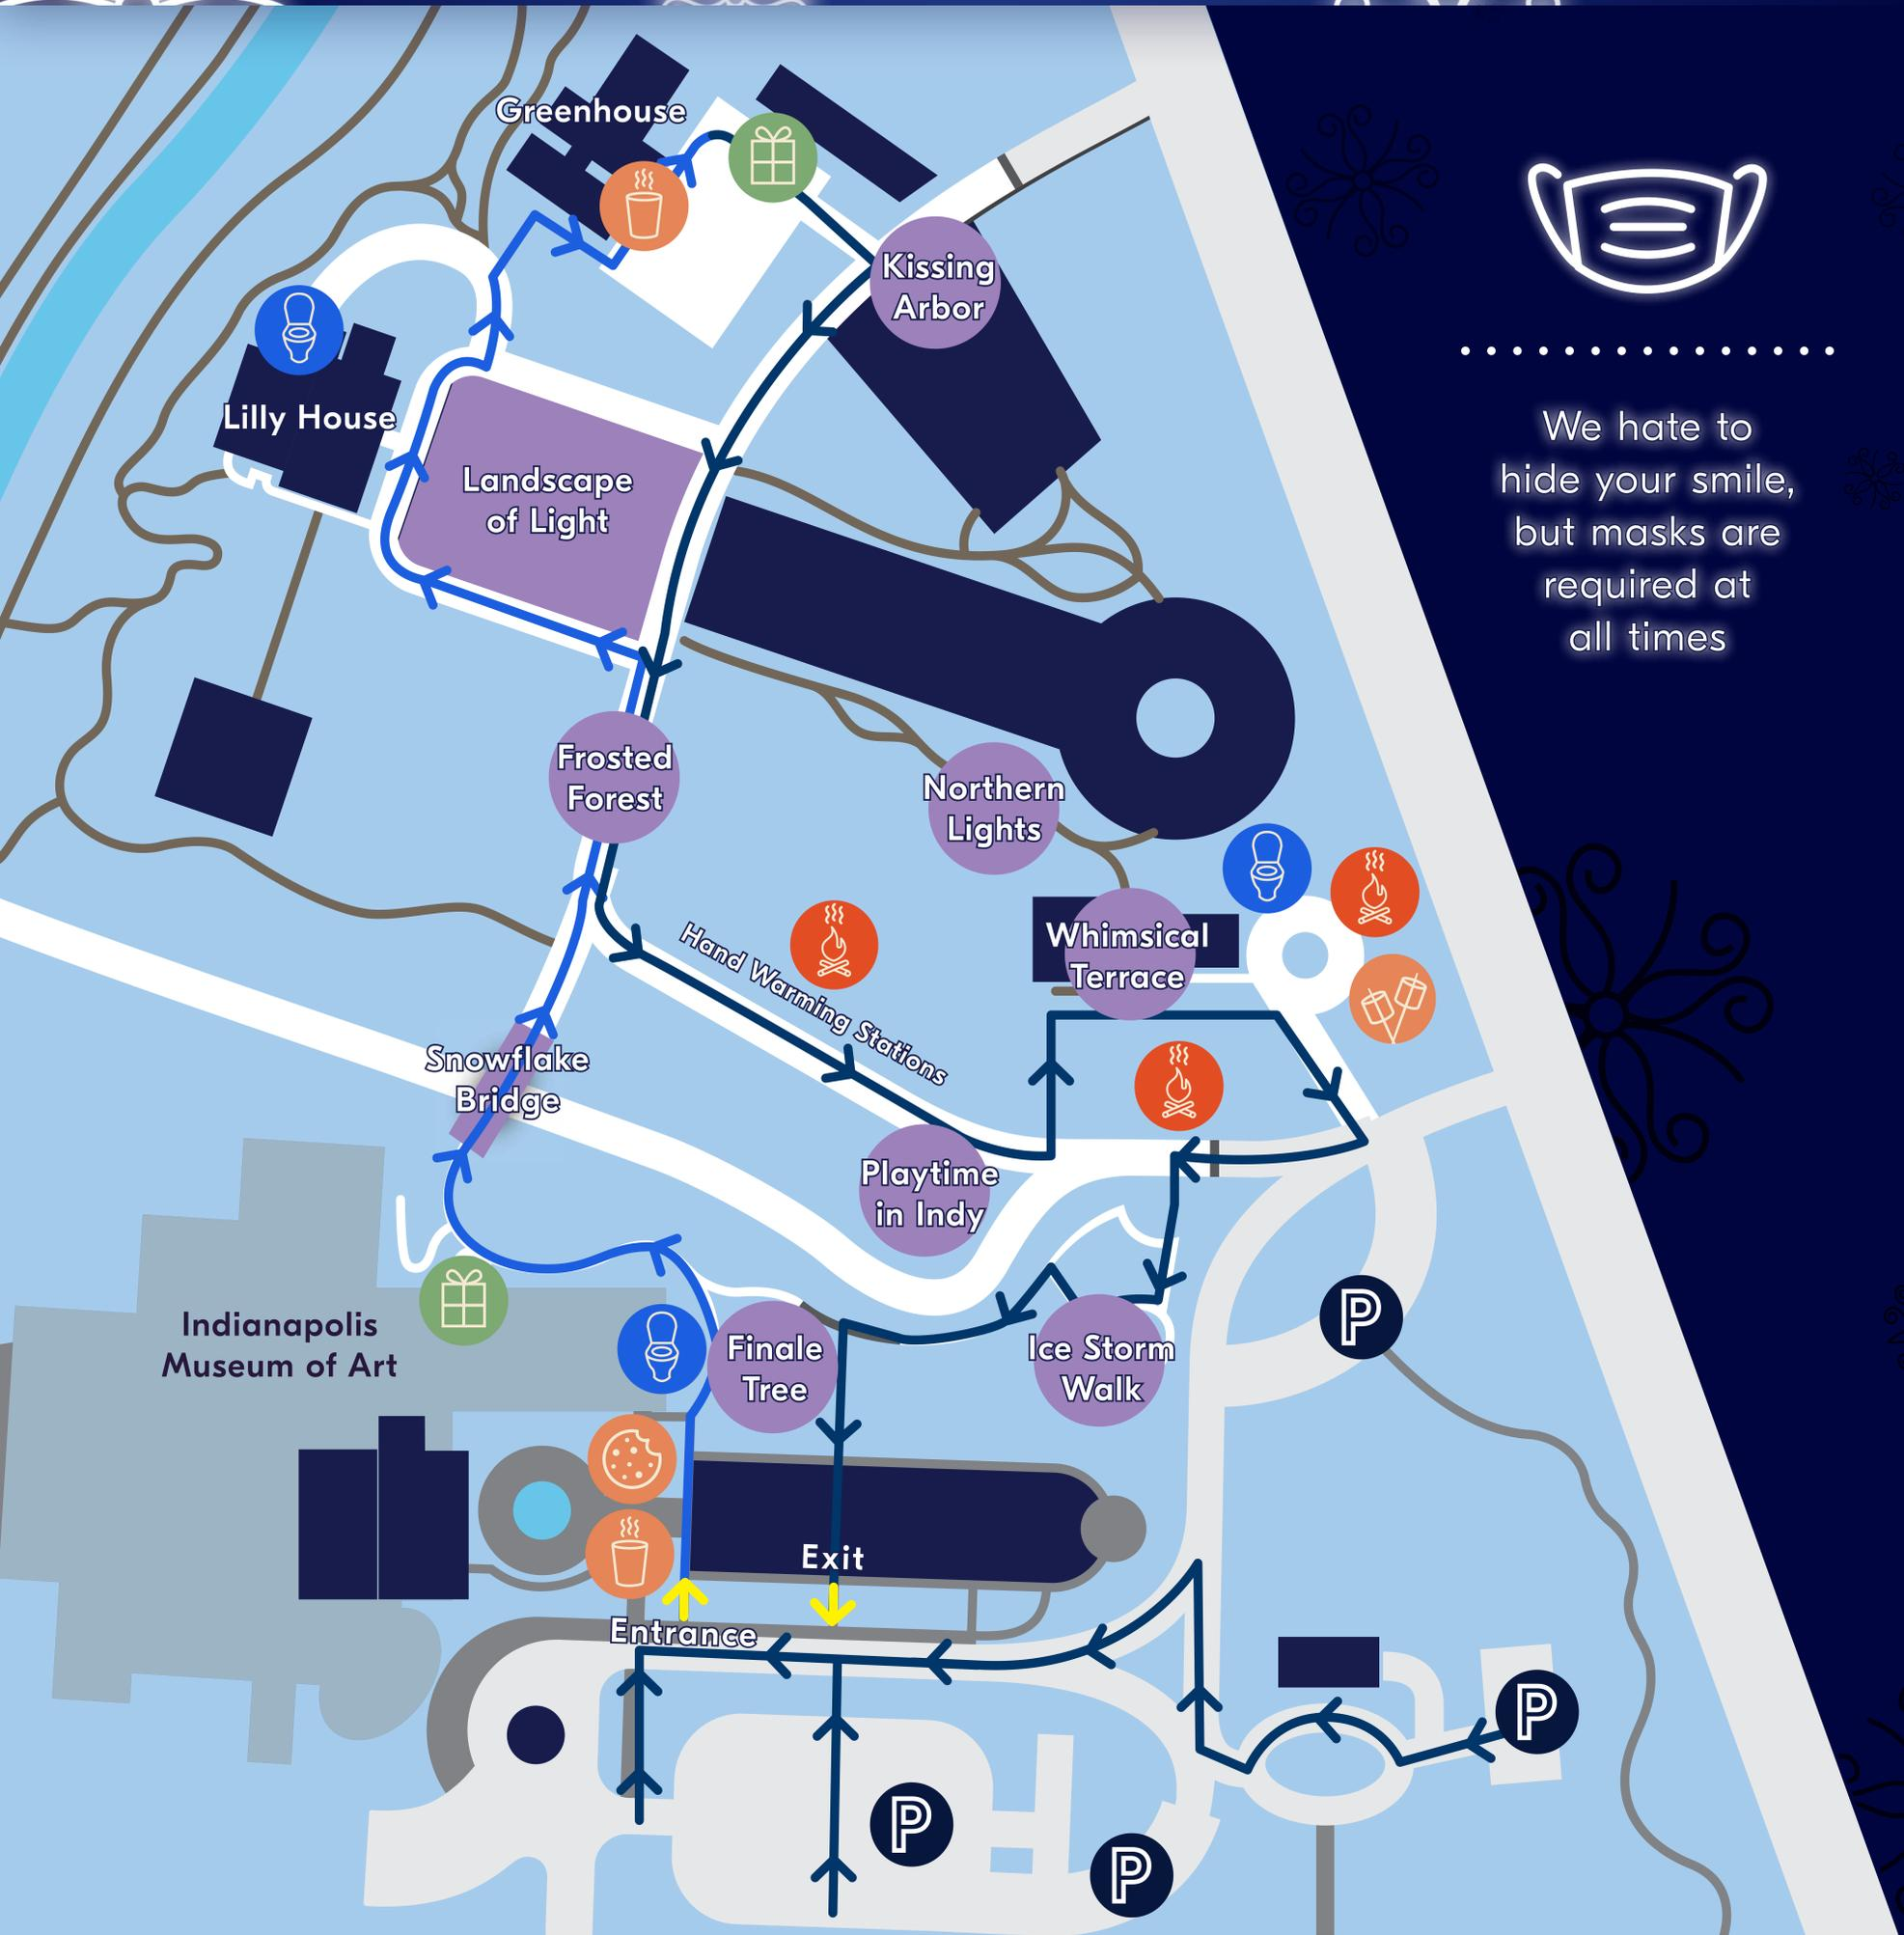 Greenhouse
Kissing
Arbor
Lilly House
Landscape
of Light
We hate to
hide your smile,
but masks are
required at
all times
Frosted
Forest
Northern
Lights
Hand Warming Stations
Whimsical
Terrace
Snowflake
Bridge
Playtime
in Indy
Indianapolis
Museum of Art
Finale
Tree
Ice Storm
Walk
P
Exit
Entrance
P
P
P